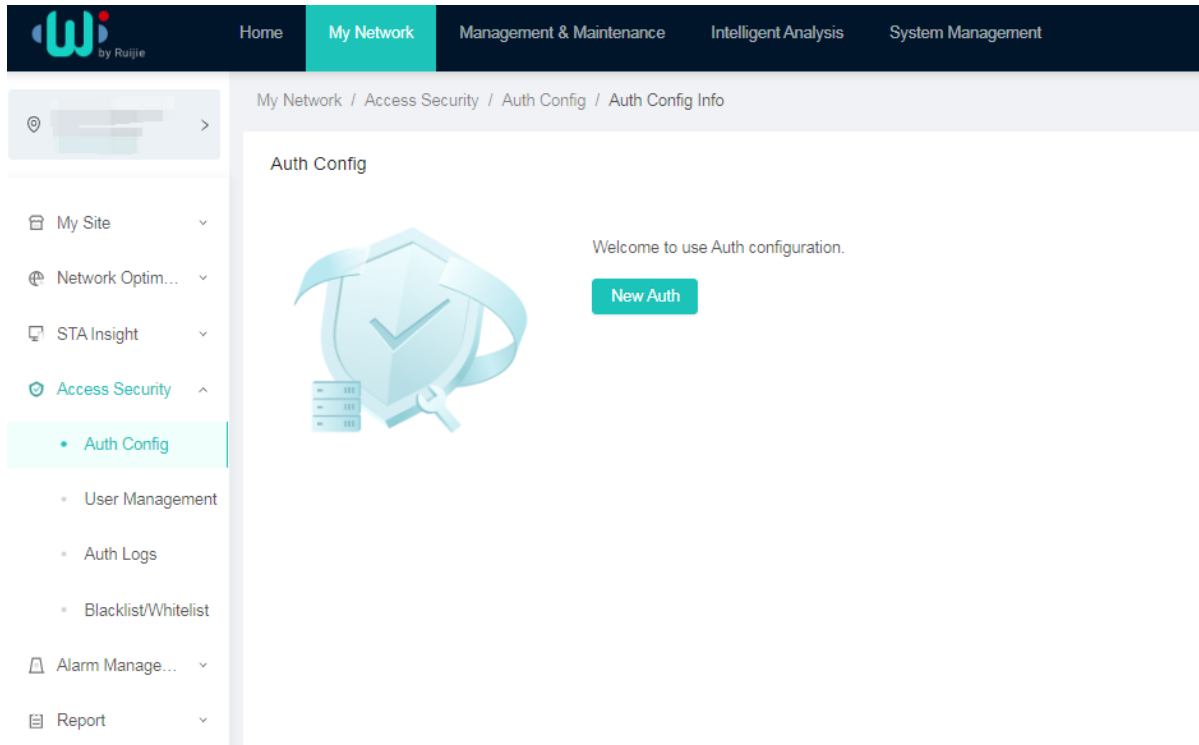 by Ruijie
Home My Network Management & Maintenance Intelligent Analysis System Management
My Network / Access Security / Auth Config / Auth Config Info
Auth Config
Welcome to use Auth configuration.
New Auth
My Site
Network Optim...
STA Insight
Access Security
Auth Config
User Management
Auth Logs
Blacklist/Whitelist
Alarm Manage...
Report